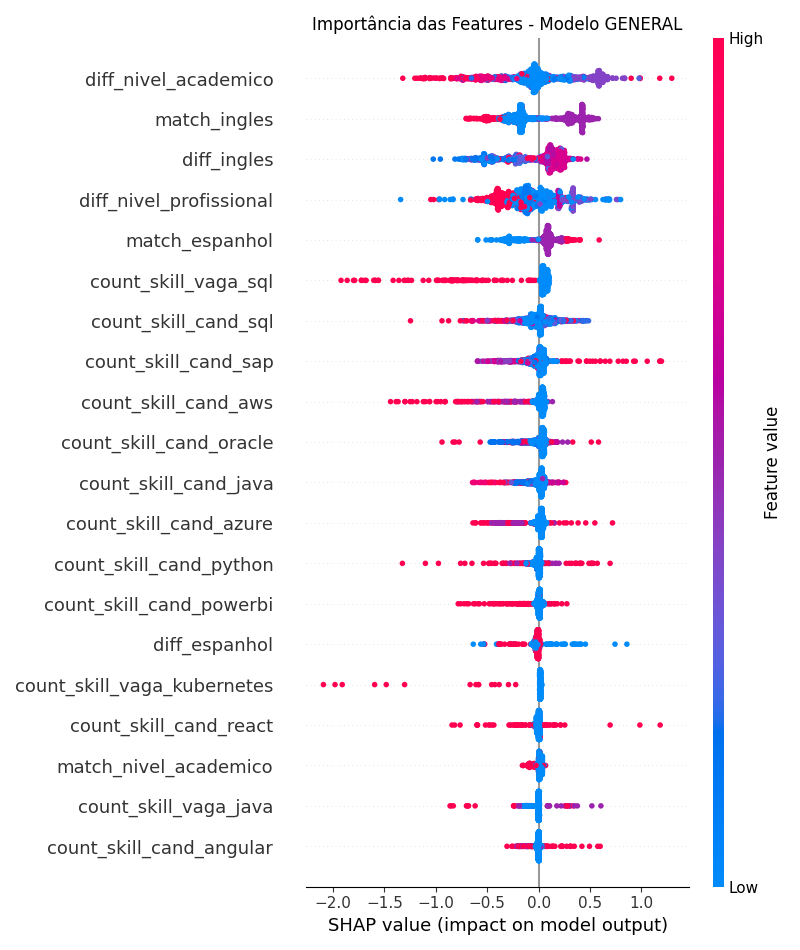 Importância das Features - Modelo GENERAL
High
diff_nivel_academico
match_ingles
diff_ingles
diff_nivel_profissional
match_espanhol
count_skill_vaga_sql
count_skill_cand_sql
count_skill_cand_sap
count_skill_cand_aws
count_skill_cand_oracle
count_skill_cand_java
count_skill_cand_azure
count_skill_cand_python
count_skill_cand_powerbi
diff_espanhol
count_skill_vaga_kubernetes
count_skill_cand_react
match_nivel_academico
count_skill_vaga_java
count_skill_cand_angular
Feature value
Low
−2.0 −1.5 −1.0 −0.5 0.0 0.5 1.0
SHAP value (impact on model output)